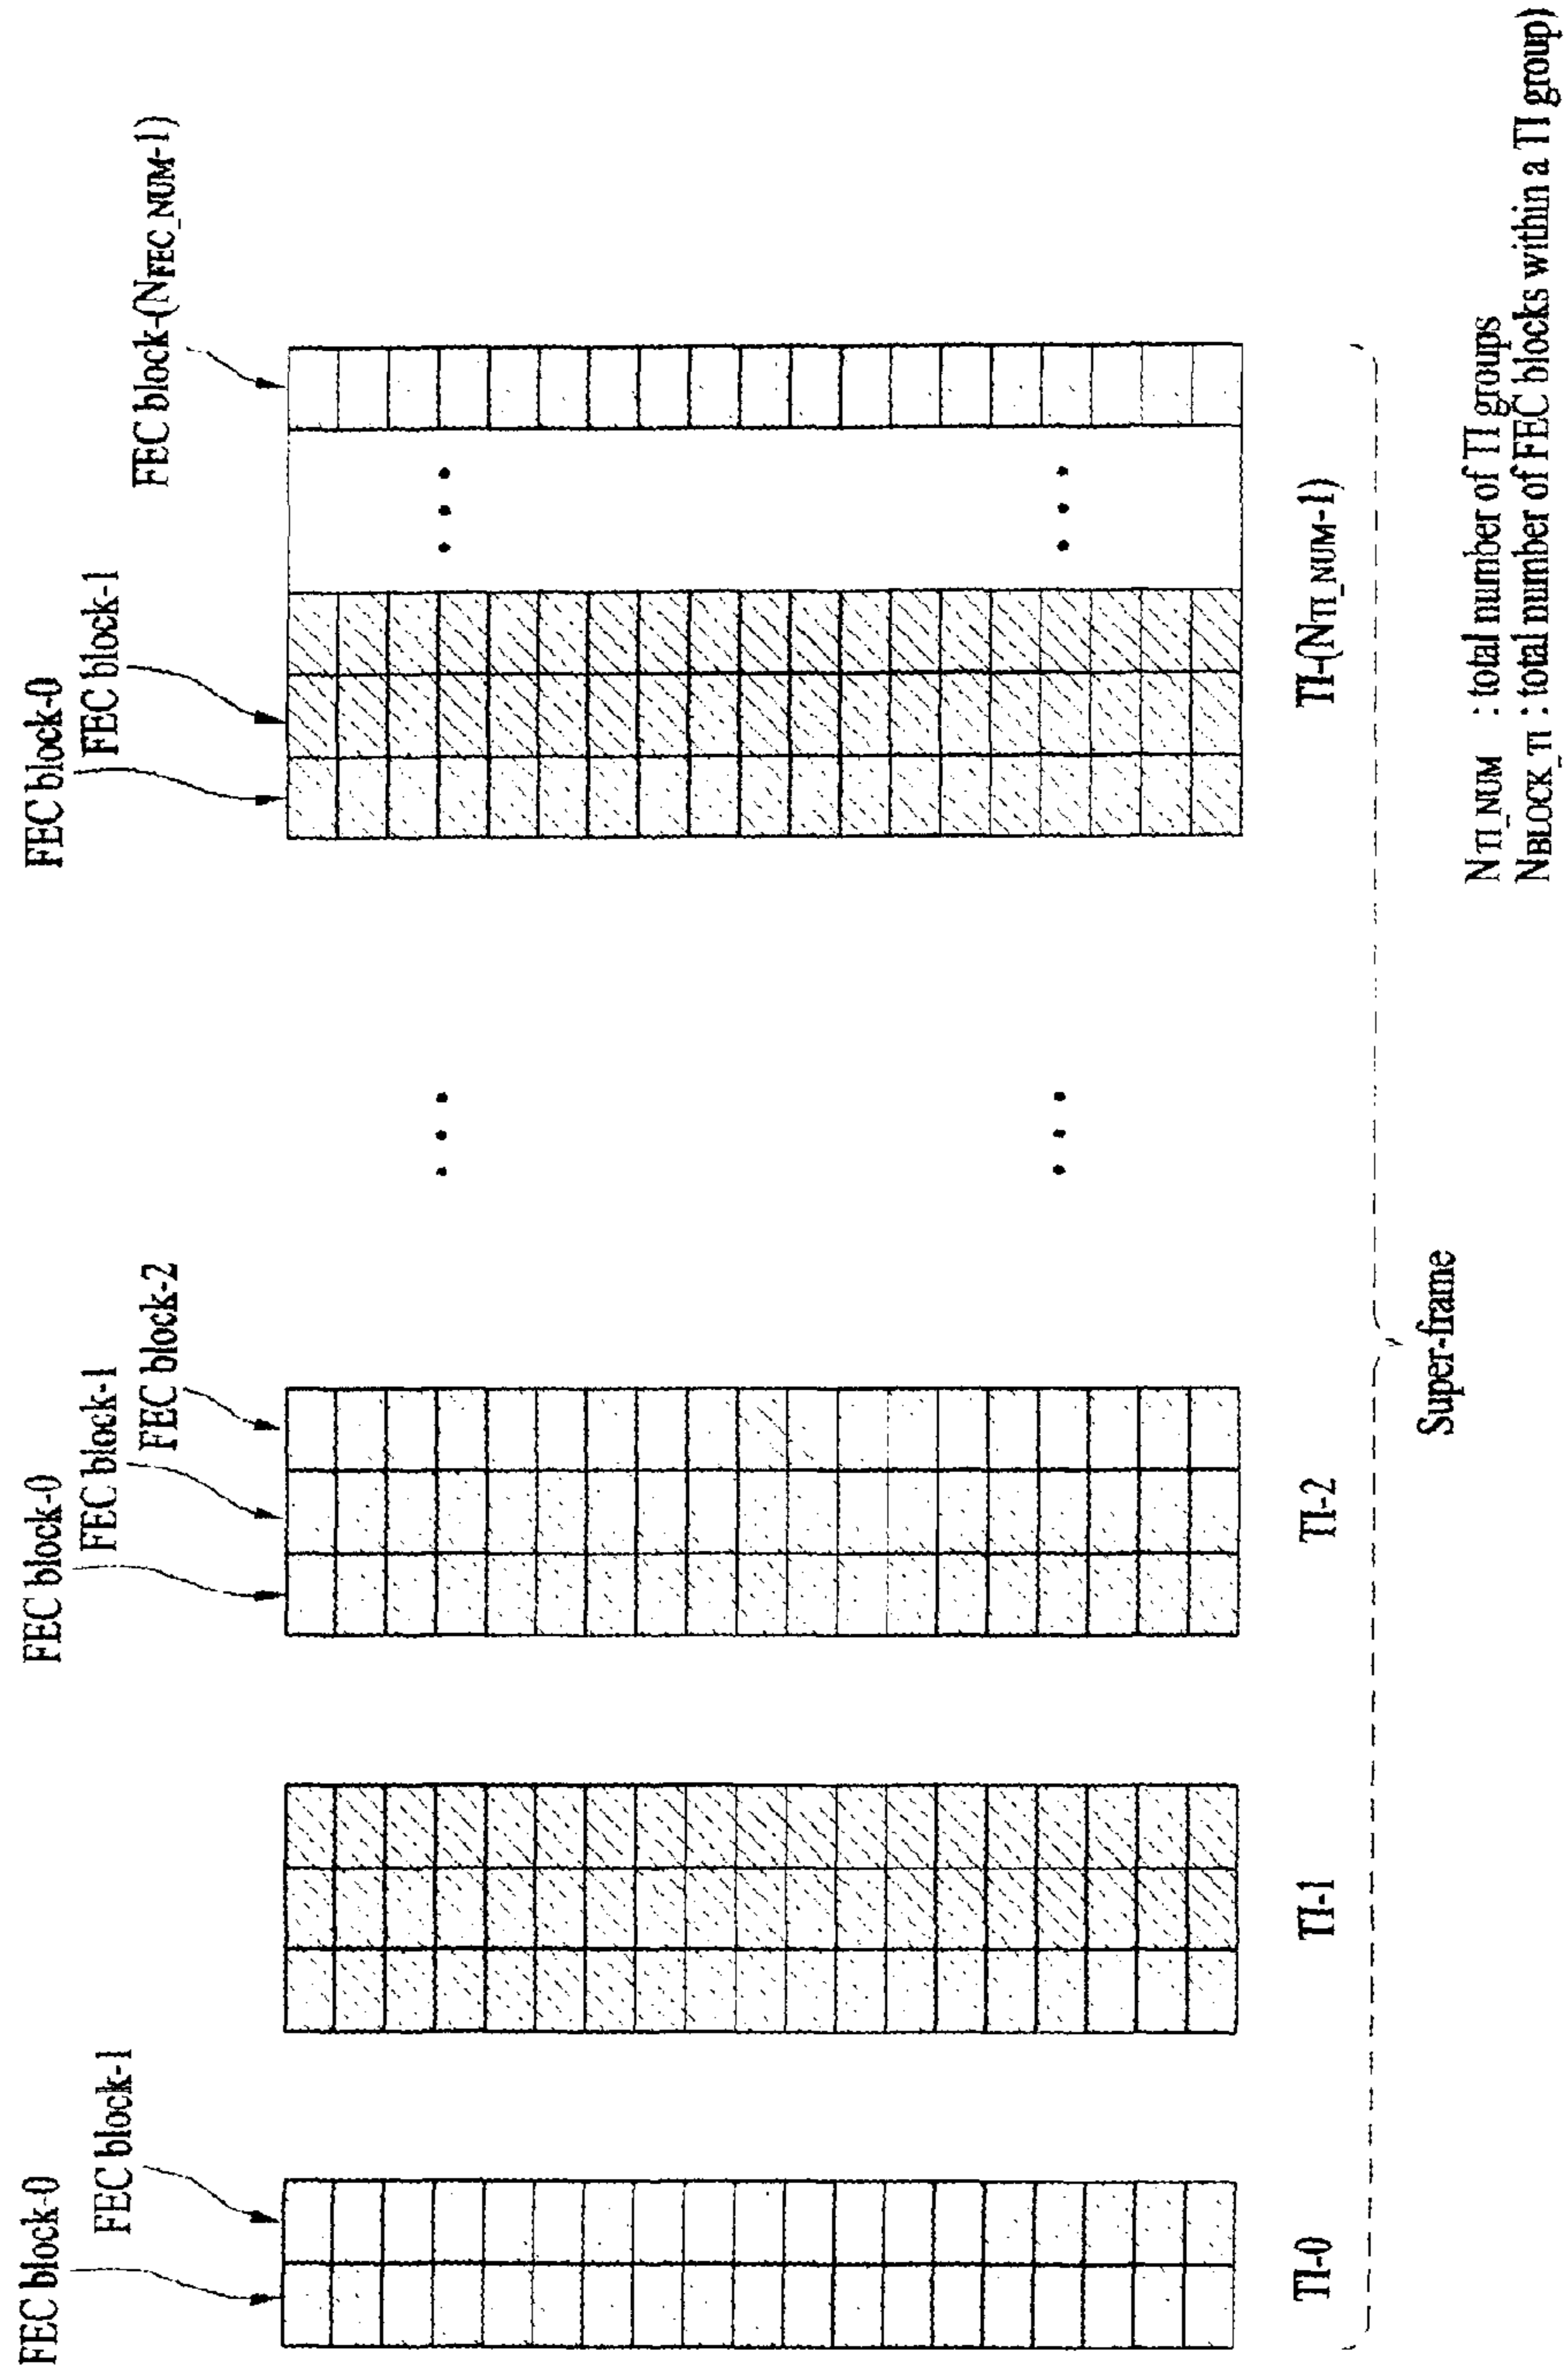 FEC block-0
FEC block-1
FEC block-0
FEC block-1
FEC block-2
FEC block-0
FEC block-1
FEC block-(NFEC_NUM-1)
TI-0
TI-1
TI-2
TI-(NTI_NUM-1)
Super-frame
NTI_NUM : total number of TI groups
NBLOCK_TI : total number of FEC blocks within a TI group)